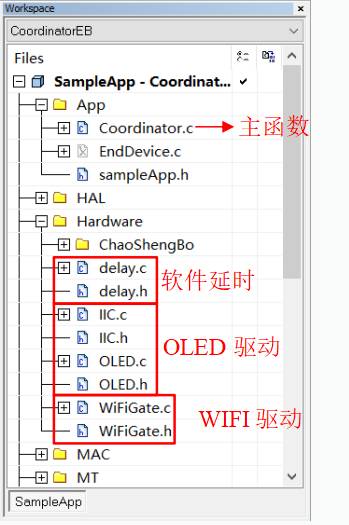 Workspace
CoordinatorEB
Files
SampleApp - Coordinat...
App
Coordinator.c 主函数
EndDevice.c
sampleApp.h
HAL
Hardware
ChaoShengBo
delay.c
软件延时
delay.h
IIC.c
IIC.h
OLED 驱动
OLED.c
OLED.h
WiFiGate.c
WIFI 驱动
WiFiGate.h
MAC
MT
SampleApp